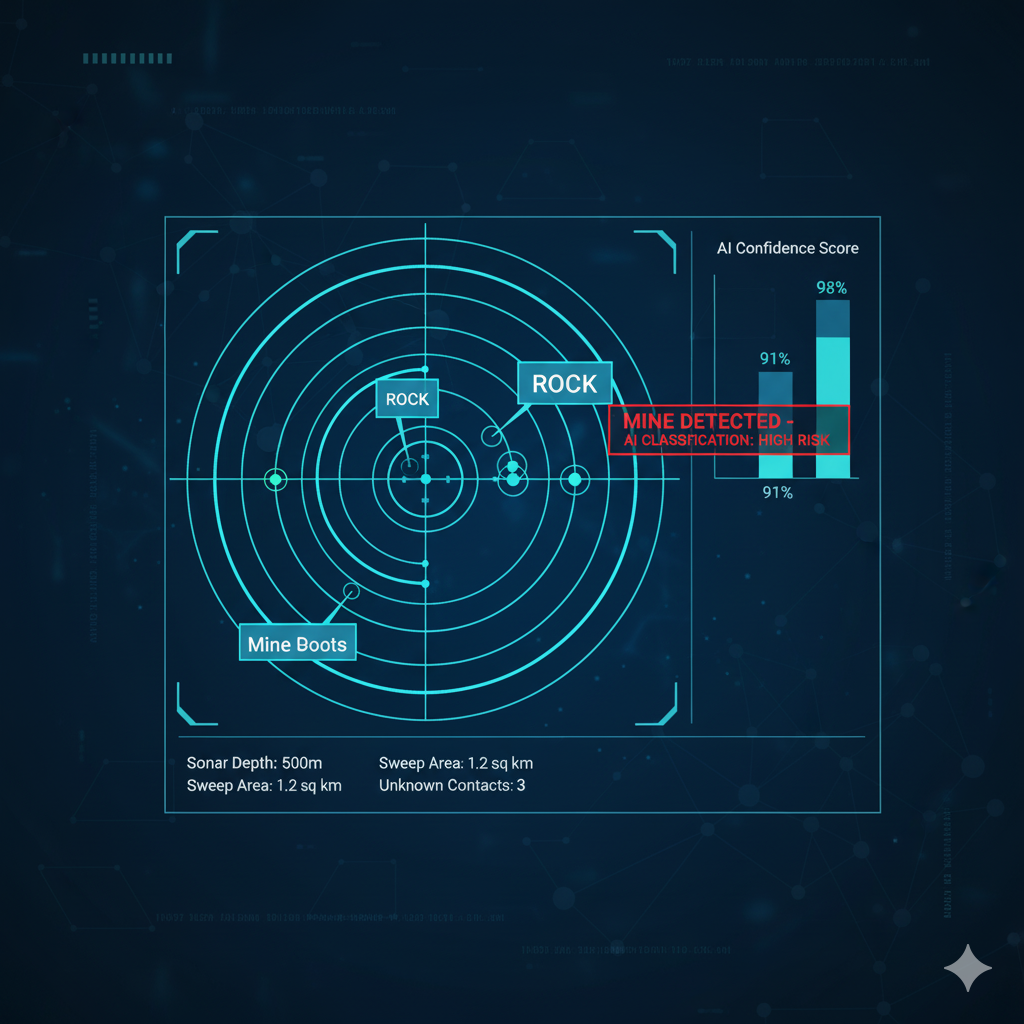 AI Confidence Score
98%
91%
ROCK
ROCK
MINE DETECTED -
AI CLASSFICATION: HIGH RISK
91%
Mine Boots
Sonar Depth: 500m
Sweep Area: 1.2 sq km
Sweep Area: 1.2 sq km
Unknown Contacts: 3